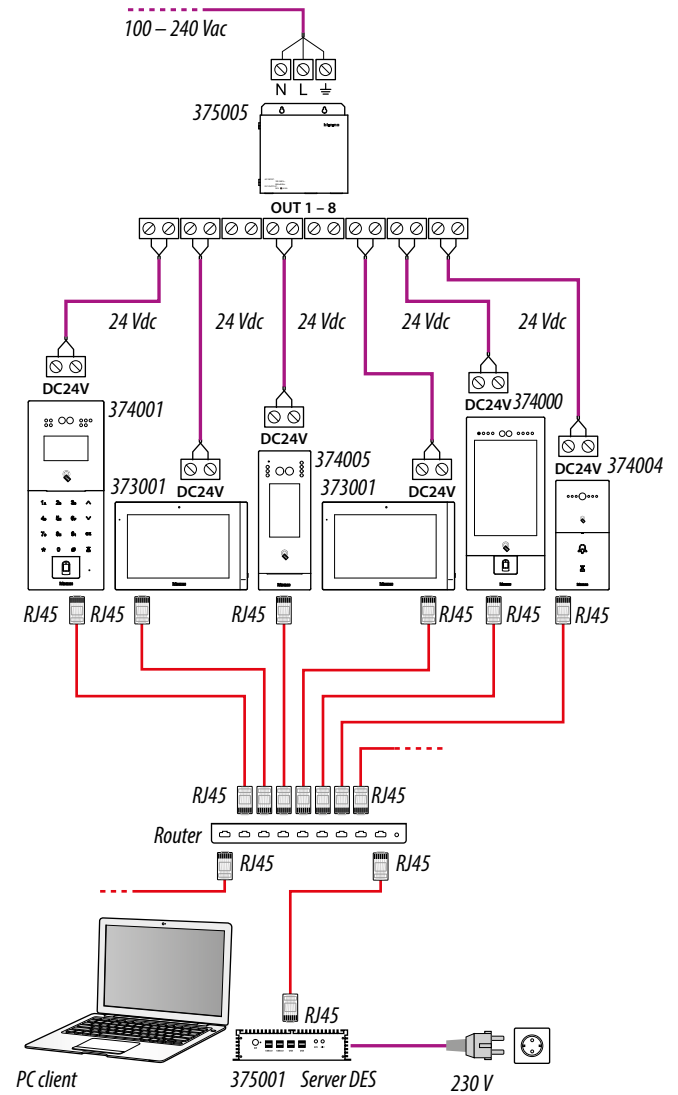 100 – 240 Vac
N L
375005
OUT 1 – 8
24 Vdc 24 Vdc 24 Vdc 24 Vdc 24 Vdc
DC24V
374001
DC24V 374000
DC24V
374005
373001 DC24V
373001 DC24V
DC24V 374004
RJ45 RJ45 RJ45 RJ45 RJ45 RJ45
RJ45 RJ45
Router
RJ45 RJ45
RJ45
PC client 375001 Server DES 230 V